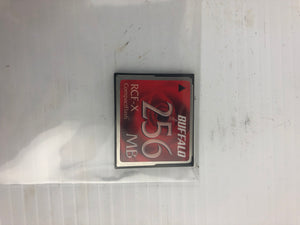 BUFFALO
256
MB
RCF-X
CompactFlash